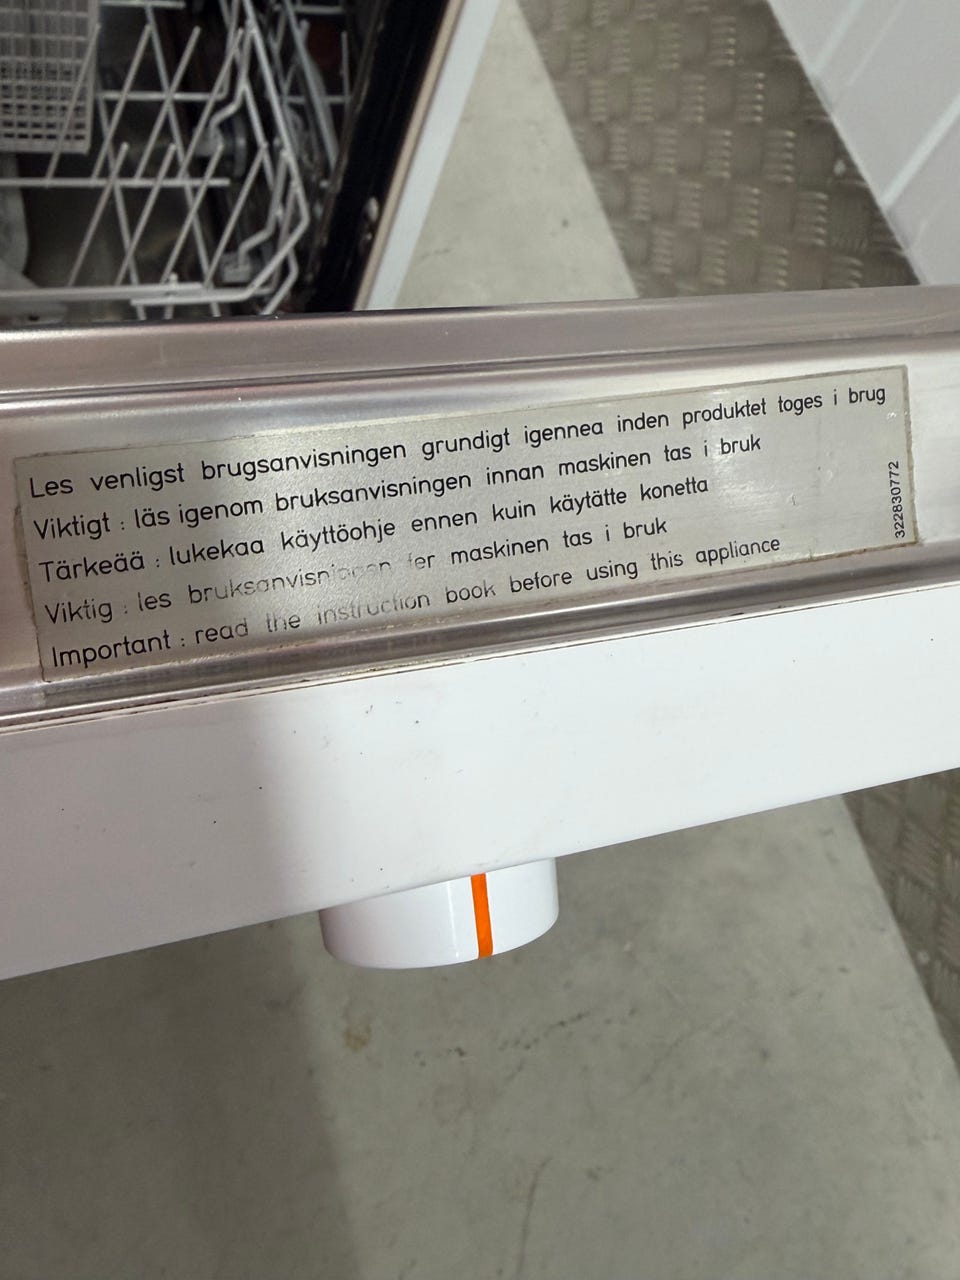 Les venligst brugsanvisningen grundigt igennea inden produktet toges i brug
Viktigt : läs igenom bruksanvisningen innan maskinen tas i bruk
Tärkeää : lukekaa käyttöohje ennen kuin käytätte konetta
Viktig : les bruksanvisningen før maskinen tas i bruk
Important : read the instruction book before using this appliance
322830772